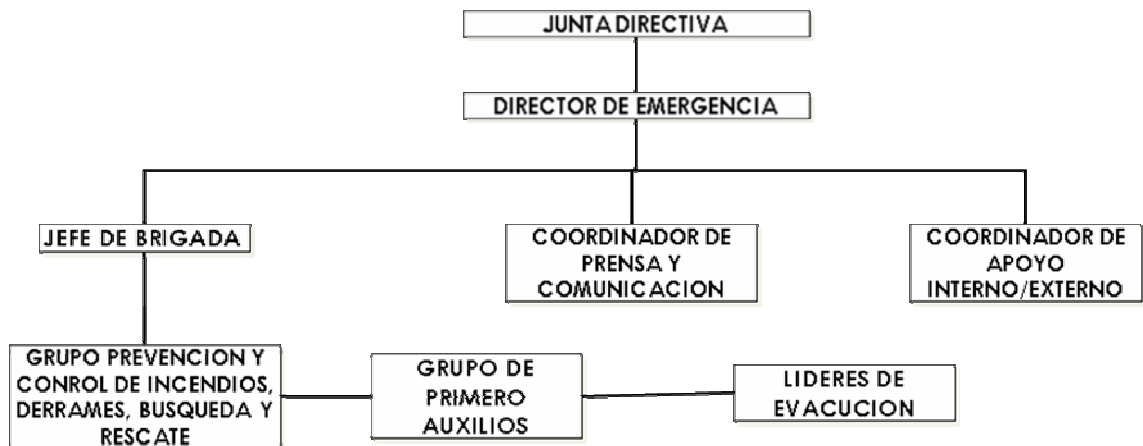 JUNTA DIRECTIVA
DIRECTOR DE EMERGENCIA
JEFE DE BRIGADA
COORDINADOR DE
PRENSA Y
COMUNICACION
COORDINADOR DE
APOYO
INTERNO/EXTERNO
GRUPO PREVENCION Y
CONROL DE INCENDIOS,
DERRAMES, BUSQUEDA Y
RESCATE
GRUPO DE
PRIMERO
AUXILIOS
LIDERES DE
EVACUCION